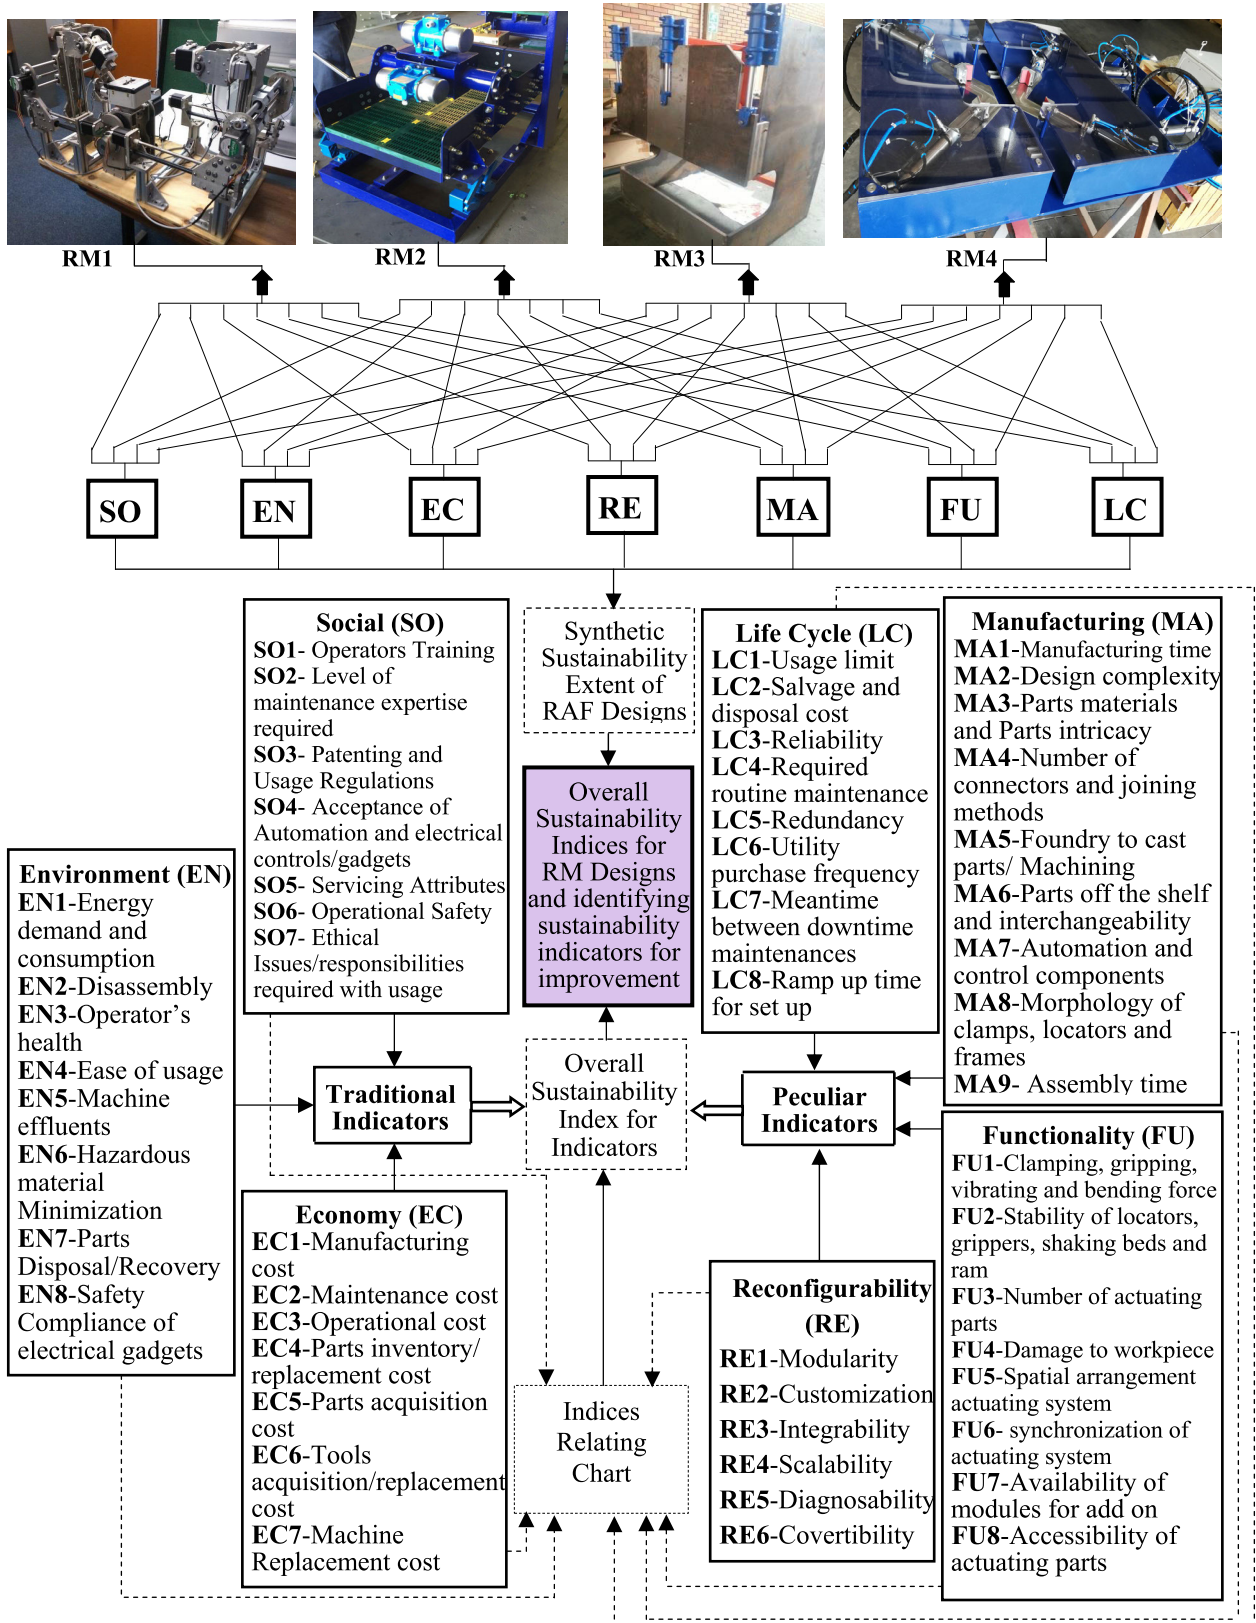 RM1
RM2
RM3
RM4
SO
EN
EC
RE
MA
FU
LC
Social (SO)
SO1- Operators Training
SO2- Level of
maintenance expertise
required
SO3- Patenting and
Usage Regulations
SO4- Acceptance of
Automation and electrical
controls/gadgets
SO5- Servicing Attributes
SO6- Operational Safety
SO7- Ethical
Issues/responsibilities
required with usage
Synthetic
Sustainability
Extent of
RAF Designs
Overall
Sustainability
Indices for
RM Designs
and identifying
sustainability
indicators for
improvement
Life Cycle (LC)
LC1-Usage limit
LC2-Salvage and
disposal cost
LC3-Reliability
LC4-Required
routine maintenance
LC5-Redundancy
LC6-Utility
purchase frequency
LC7-Meantime
between downtime
maintenances
LC8-Ramp up time
for set up
Manufacturing (MA)
MA1-Manufacturing time
MA2-Design complexity
MA3-Parts materials
and Parts intricacy
MA4-Number of
connectors and joining
methods
MA5-Foundry to cast
parts/ Machining
MA6-Parts off the shelf
and interchangeability
MA7-Automation and
control components
MA8-Morphology of
clamps, locators and
frames
MA9- Assembly time
Environment (EN)
EN1-Energy
demand and
consumption
EN2-Disassembly
EN3-Operator's
health
EN4-Ease of usage
EN5-Machine
effluents
EN6-Hazardous
material
Minimization
EN7-Parts
Disposal/Recovery
EN8-Safety
Compliance of
electrical gadgets
Traditional
Indicators
Overall
Sustainability
Index for
Indicators
Peculiar
Indicators
Economy (EC)
EC1-Manufacturing
cost
EC2-Maintenance cost
EC3-Operational cost
EC4-Parts inventory/
replacement cost
EC5-Parts acquisition
cost
EC6-Tools
acquisition/replacement
cost
EC7-Machine
Replacement cost
Indices
Relating
Chart
Reconfigurability
(RE)
RE1-Modularity
RE2-Customization
RE3-Integrability
RE4-Scalability
RE5-Diagnosability
RE6-Covertibility
Functionality (FU)
FU1-Clamping, gripping,
vibrating and bending force
FU2-Stability of locators,
grippers, shaking beds and
ram
FU3-Number of actuating
parts
FU4-Damage to workpiece
FU5-Spatial arrangement
actuating system
FU6- synchronization of
actuating system
FU7-Availability of
modules for add on
FU8-Accessibility of
actuating parts